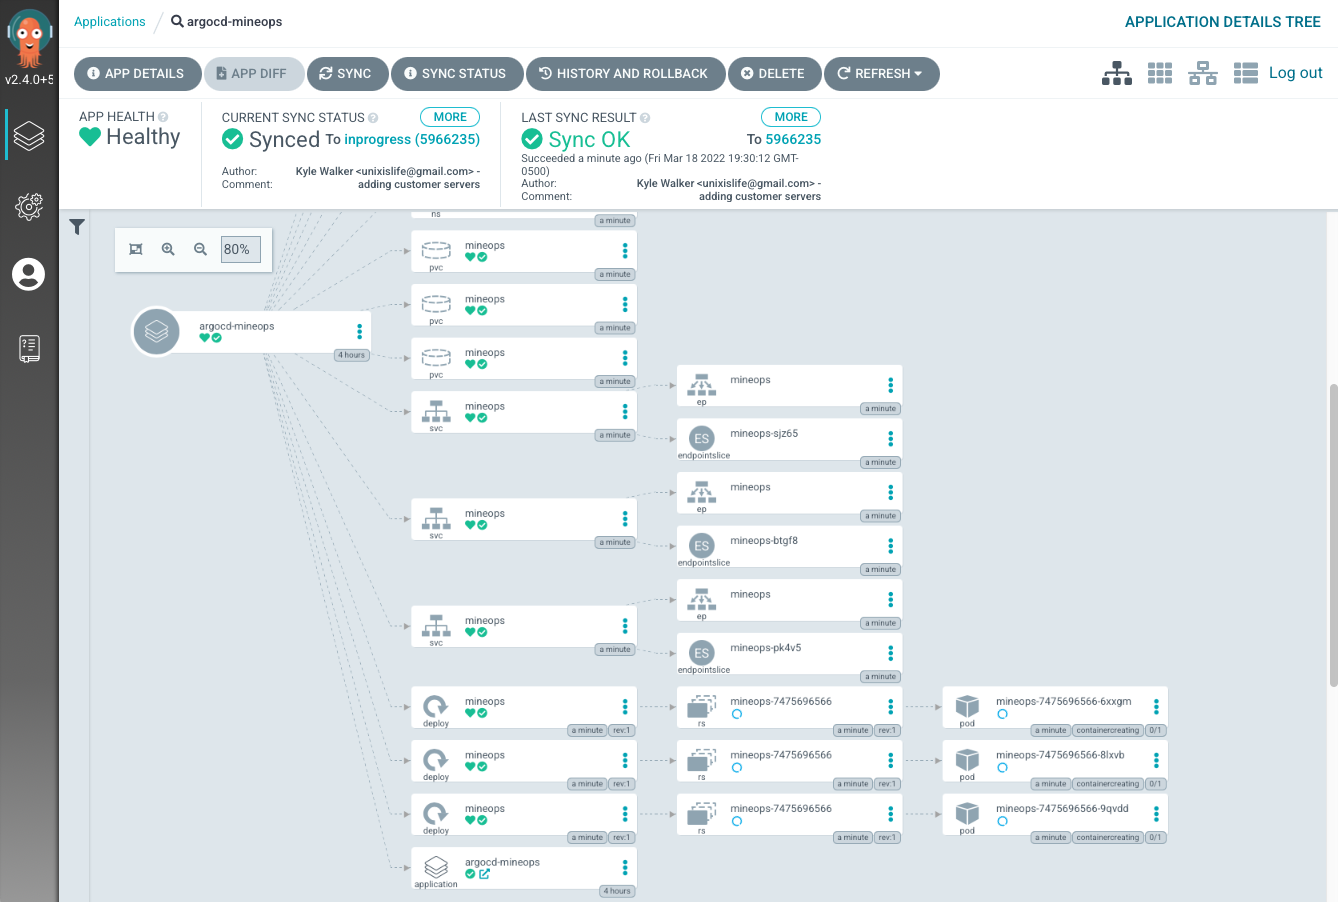 Applications
argocd-mineops
APPLICATION DETAILS TREE
v2.4.0+5
APP DETAILS
APP DIFF
SYNC
SYNC STATUS
HISTORY AND ROLLBACK
DELETE
REFRESH
Log out
APP HEALTH
Healthy
CURRENT SYNC STATUS
MORE
Synced To inprogress (5966235)
Author: Kyle Walker <unixislife@gmail.com> -
Comment: adding customer servers
LAST SYNC RESULT
MORE
Sync OK To 5966235
Succeeded a minute ago (Fri Mar 18 2022 19:30:12 GMT-
0500)
Author: Kyle Walker <unixislife@gmail.com> -
Comment: adding customer servers
80%
argocd-mineops
4 hours
ns
a minute
mineops
pvc
a minute
mineops
pvc
a minute
mineops
pvc
a minute
mineops
svc
a minute
mineops
ep
a minute
ES
mineops-sjz65
endpointslice
a minute
mineops
svc
a minute
mineops
ep
a minute
ES
mineops-btgf8
endpointslice
a minute
mineops
svc
a minute
mineops
ep
a minute
ES
mineops-pk4v5
endpointslice
a minute
mineops
deploy
a minute rev:1
mineops-7475696566
rs
a minute rev:1
mineops-7475696566-6xxgm
pod
a minute containercreating 0/1
mineops
deploy
a minute rev:1
mineops-7475696566
rs
a minute rev:1
mineops-7475696566-8lxvb
pod
a minute containercreating 0/1
mineops
deploy
a minute rev:1
mineops-7475696566
rs
a minute rev:1
mineops-7475696566-9qvdd
pod
a minute containercreating 0/1
argocd-mineops
application
4 hours